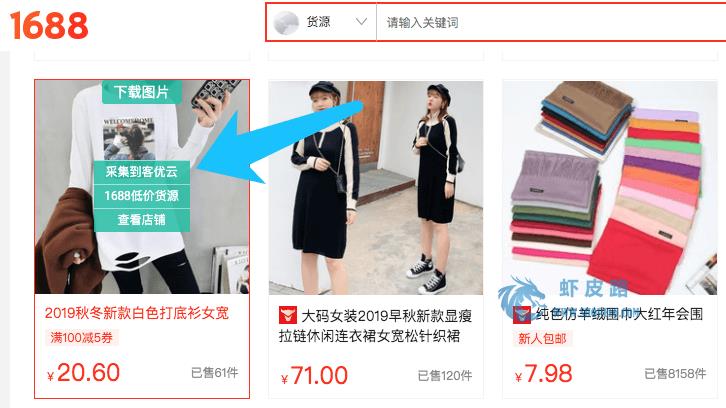 1688
货源
请输入关键词
下载图片
WELCOME
采集到客优云
1688低价货源
查看店铺
2019秋冬新款白色打底衫女宽
满100减5券
¥20.60
已售61件
大码女装2019早秋新款显瘦
拉链休闲连衣裙女宽松针织裙
¥71.00
已售120件
虾皮路
纯色仿羊绒围巾大红年会围
新人包邮
¥7.98
已售8158件